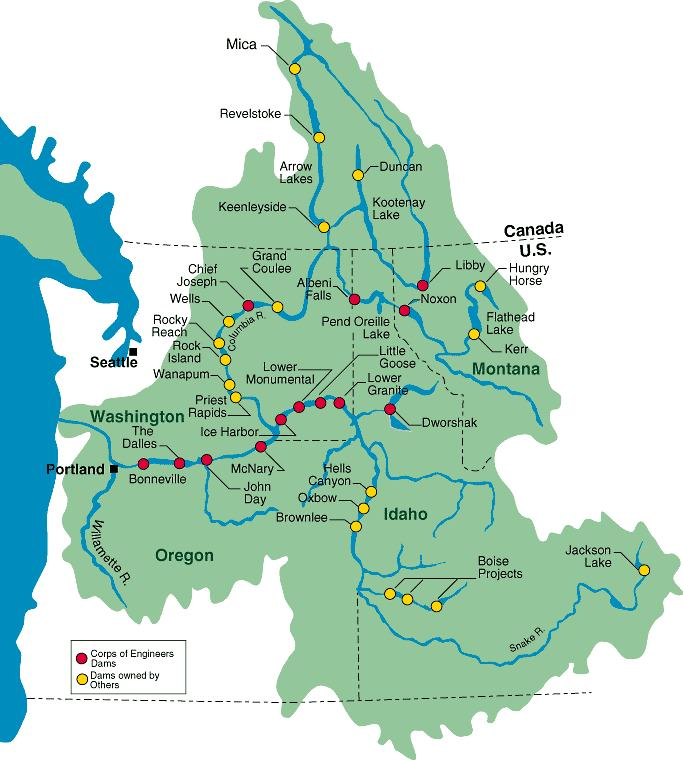 Mica
Revelstoke
Arrow
Lakes
Duncan
Keenleyside
Kootenay
Lake
Canada
U.S.
Grand
Coulee
Chief
Joseph
Albeni
Falls
Libby
Hungry
Horse
Wells
Noxon
Columbia R.
Rocky
Reach
Pend Oreille
Lake
Flathead
Lake
Rock
Island
Kerr
Seattle
Little
Goose
Wanapum
Lower
Monumental
Lower
Granite
Montana
Priest
Rapids
Washington
Ice Harbor
Dworshak
The
Dalles
Portland
McNary
Bonneville
John
Day
Hells
Canyon
Oxbow
Brownlee
Idaho
Willamette R.
Oregon
Boise
Projects
Jackson
Lake
Snake R.
Corps of Engineers
Dams
Dams owned by
Others